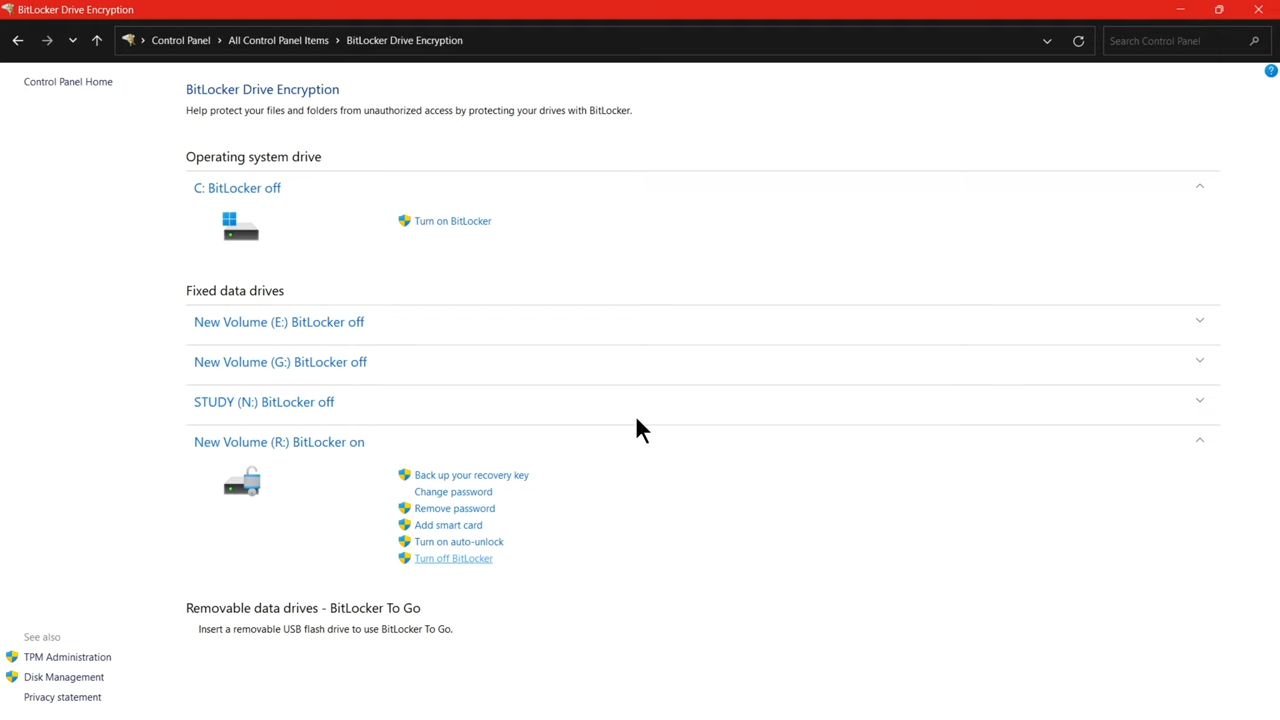 BitLocker Drive Encryption
Control Panel > All Control Panel Items > BitLocker Drive Encryption
Search Control Panel
?
Control Panel Home
BitLocker Drive Encryption
Help protect your files and folders from unauthorized access by protecting your drives with BitLocker.
Operating system drive
C: BitLocker off
Turn on BitLocker
Fixed data drives
New Volume (E:) BitLocker off
New Volume (G:) BitLocker off
STUDY (N:) BitLocker off
New Volume (R:) BitLocker on
Back up your recovery key
Change password
Remove password
Add smart card
Turn on auto-unlock
Turn off BitLocker
Removable data drives - BitLocker To Go
Insert a removable USB flash drive to use BitLocker To Go.
See also
TPM Administration
Disk Management
Privacy statement